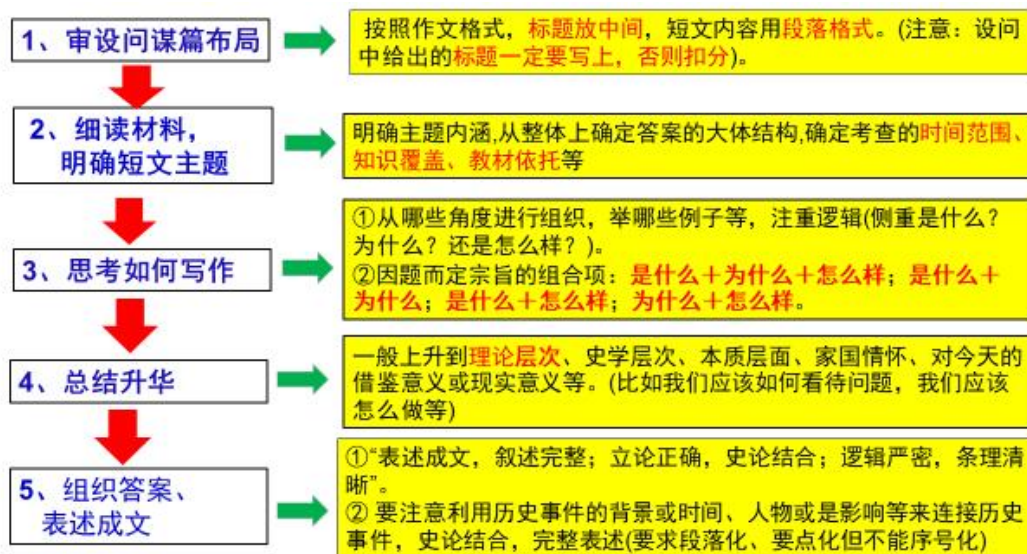 1、审设问谋篇布局
按照作文格式，标题放中间，短文内容用段落格式。(注意：设问
中给出的标题一定要写上，否则扣分)。
2、细读材料，
明确短文主题
明确主题内涵,从整体上确定答案的大体结构,确定考查的时间范围、
知识覆盖、教材依托等
3、思考如何写作
①从哪些角度进行组织，举哪些例子等，注重逻辑(侧重是什么？
为什么？还是怎么样？)。
②因题而定宗旨的组合项：是什么＋为什么＋怎么样；是什么＋
为什么；是什么＋怎么样；为什么＋怎么样。
4、总结升华
一般上升到理论层次、史学层次、本质层面、家国情怀、对今天的
借鉴意义或现实意义等。(比如我们应该如何看待问题，我们应该
怎么做等)
5、组织答案、
表述成文
①“表述成文，叙述完整；立论正确，史论结合；逻辑严密，条理清
晰”。
② 要注意利用历史事件的背景或时间、人物或是影响等来连接历史
事件，史论结合，完整表述(要求段落化、要点化但不能序号化)